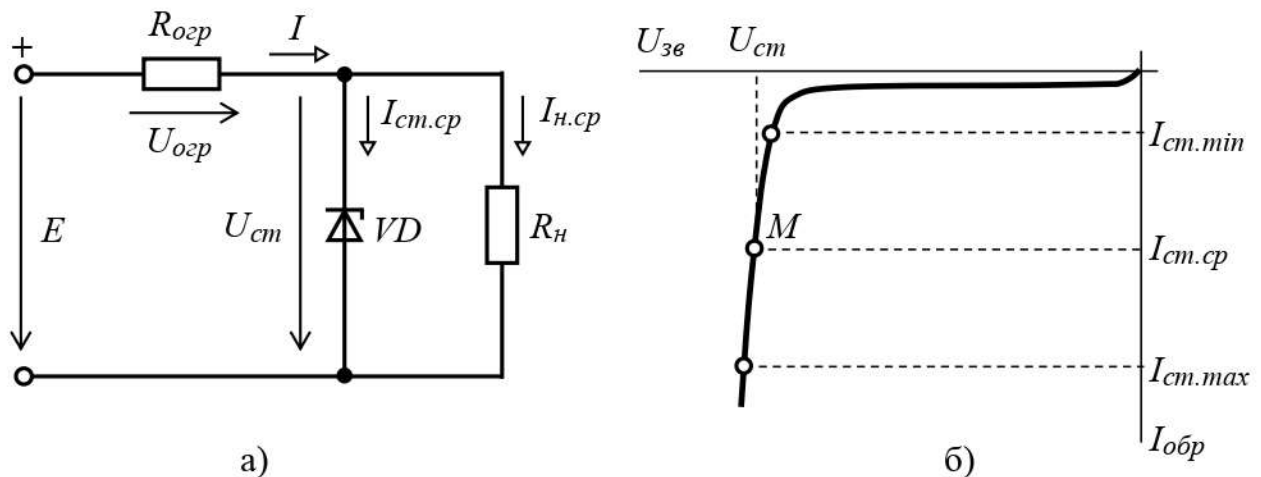 +
Rогр
I
Uогр
Iст.ср
Iн.ср
E
Uст
VD
Rн
а)
Uзв
Uст
Iст.min
M
Iст.ср
Iст.max
Iобр
б)